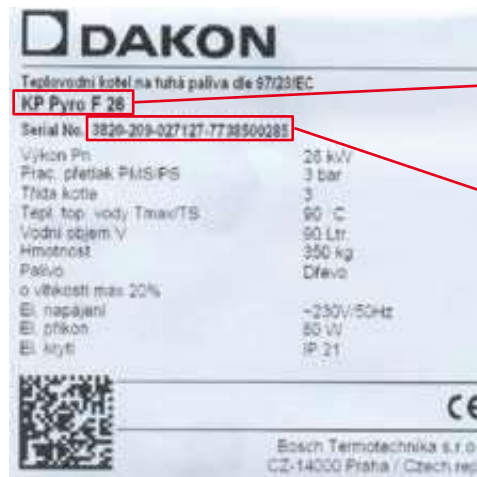 DAKON
Teplovodní kotel na tuhá paliva dle 97/23/EC
KP Pyro F 26
Serial No. 3820-209-027127-7738500285
Výkon Pn 26 kW
Prac. přetlak PMS/PS 3 bar
Třída kotle 3
Tepl. top. vody Tmax/TS 90 °C
Vodní objem V 90 Ltr.
Hmotnost 350 kg
Palivo Dřevo
o vlhkosti max 20%
El. napájení ~230V/50Hz
El. příkon 80 W
El. krytí IP 21
CE
Bosch Termotechnika s.r.o
CZ-14000 Praha / Czech rep